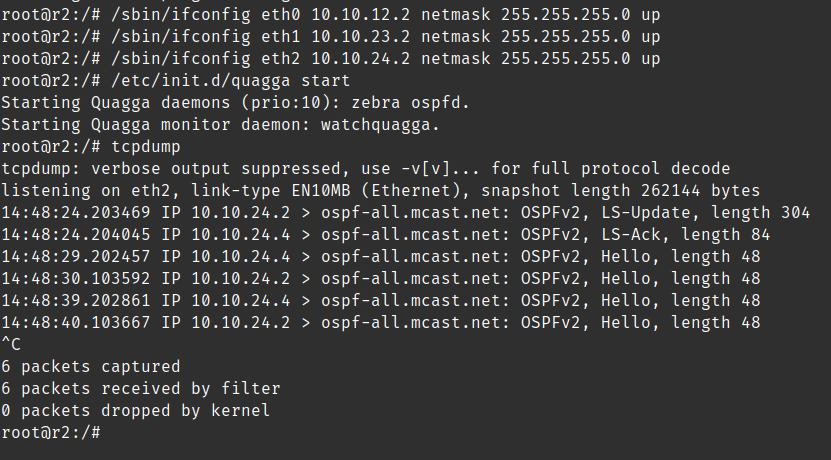 root@r2:/# /sbin/ifconfig eth0 10.10.12.2 netmask 255.255.255.0 up
root@r2:/# /sbin/ifconfig eth1 10.10.23.2 netmask 255.255.255.0 up
root@r2:/# /sbin/ifconfig eth2 10.10.24.2 netmask 255.255.255.0 up
root@r2:/# /etc/init.d/quagga start
Starting Quagga daemons (prio:10): zebra ospfd.
Starting Quagga monitor daemon: watchquagga.
root@r2:/# tcpdump
tcpdump: verbose output suppressed, use -v[v]... for full protocol decode
listening on eth2, link-type EN10MB (Ethernet), snapshot length 262144 bytes
14:48:24.203469 IP 10.10.24.2 > ospf-all.mcast.net: OSPFv2, LS-Update, length 304
14:48:24.204045 IP 10.10.24.4 > ospf-all.mcast.net: OSPFv2, LS-Ack, length 84
14:48:29.202457 IP 10.10.24.4 > ospf-all.mcast.net: OSPFv2, Hello, length 48
14:48:30.103592 IP 10.10.24.2 > ospf-all.mcast.net: OSPFv2, Hello, length 48
14:48:39.202861 IP 10.10.24.4 > ospf-all.mcast.net: OSPFv2, Hello, length 48
14:48:40.103667 IP 10.10.24.2 > ospf-all.mcast.net: OSPFv2, Hello, length 48
^C
6 packets captured
6 packets received by filter
0 packets dropped by kernel
root@r2:/#